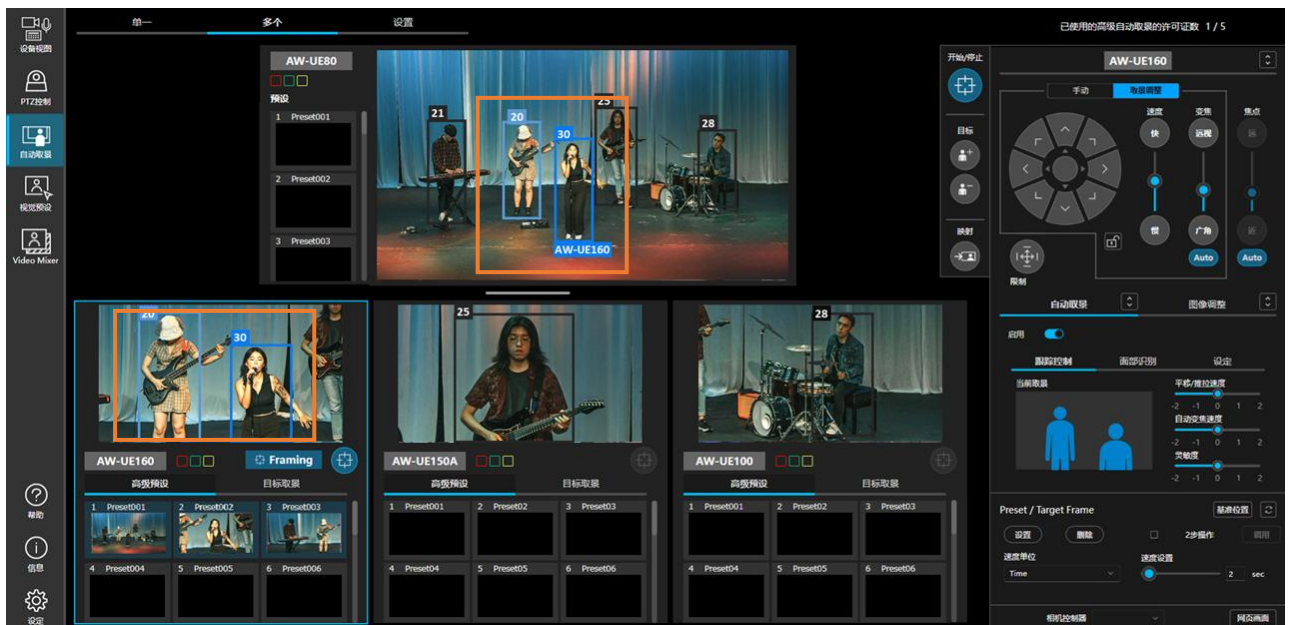 单一
多个
设置
已使用的高级自动取景的许可证数 1 / 5
设备视图
PTZ控制
自动取景
视觉预设
Video Mixer
帮助
信息
设定
AW-UE80
预设
1 Preset001
2 Preset002
3 Preset003
21
20
30
25
28
AW-UE160
开始/停止
目标
映射
20
30
AW-UE160
Framing
高级预设
目标取景
1 Preset001
2 Preset002
3 Preset003
4 Preset004
5 Preset005
6 Preset006
25
AW-UE150A
高级预设
目标取景
1 Preset001
2 Preset02
3 Preset03
4 Preset04
5 Preset05
6 Preset06
28
AW-UE100
高级预设
目标取景
1 Preset001
2 Preset02
3 Preset03
4 Preset04
5 Preset05
6 Preset06
AW-UE160
手动
取景调整
速度
变焦
焦点
快
远视
远
慢
广角
近
Auto
Auto
限制
自动取景
图像调整
启用
跟踪控制
面部识别
设定
当前取景
平移/推拉速度
-2 -1 0 1 2
自动变焦速度
-2 -1 0 1 2
灵敏度
-2 -1 0 1 2
Preset / Target Frame
基准位置
设置
删除
2步操作
调用
速度单位
速度设置
Time
2 sec
相机控制器
网页画面